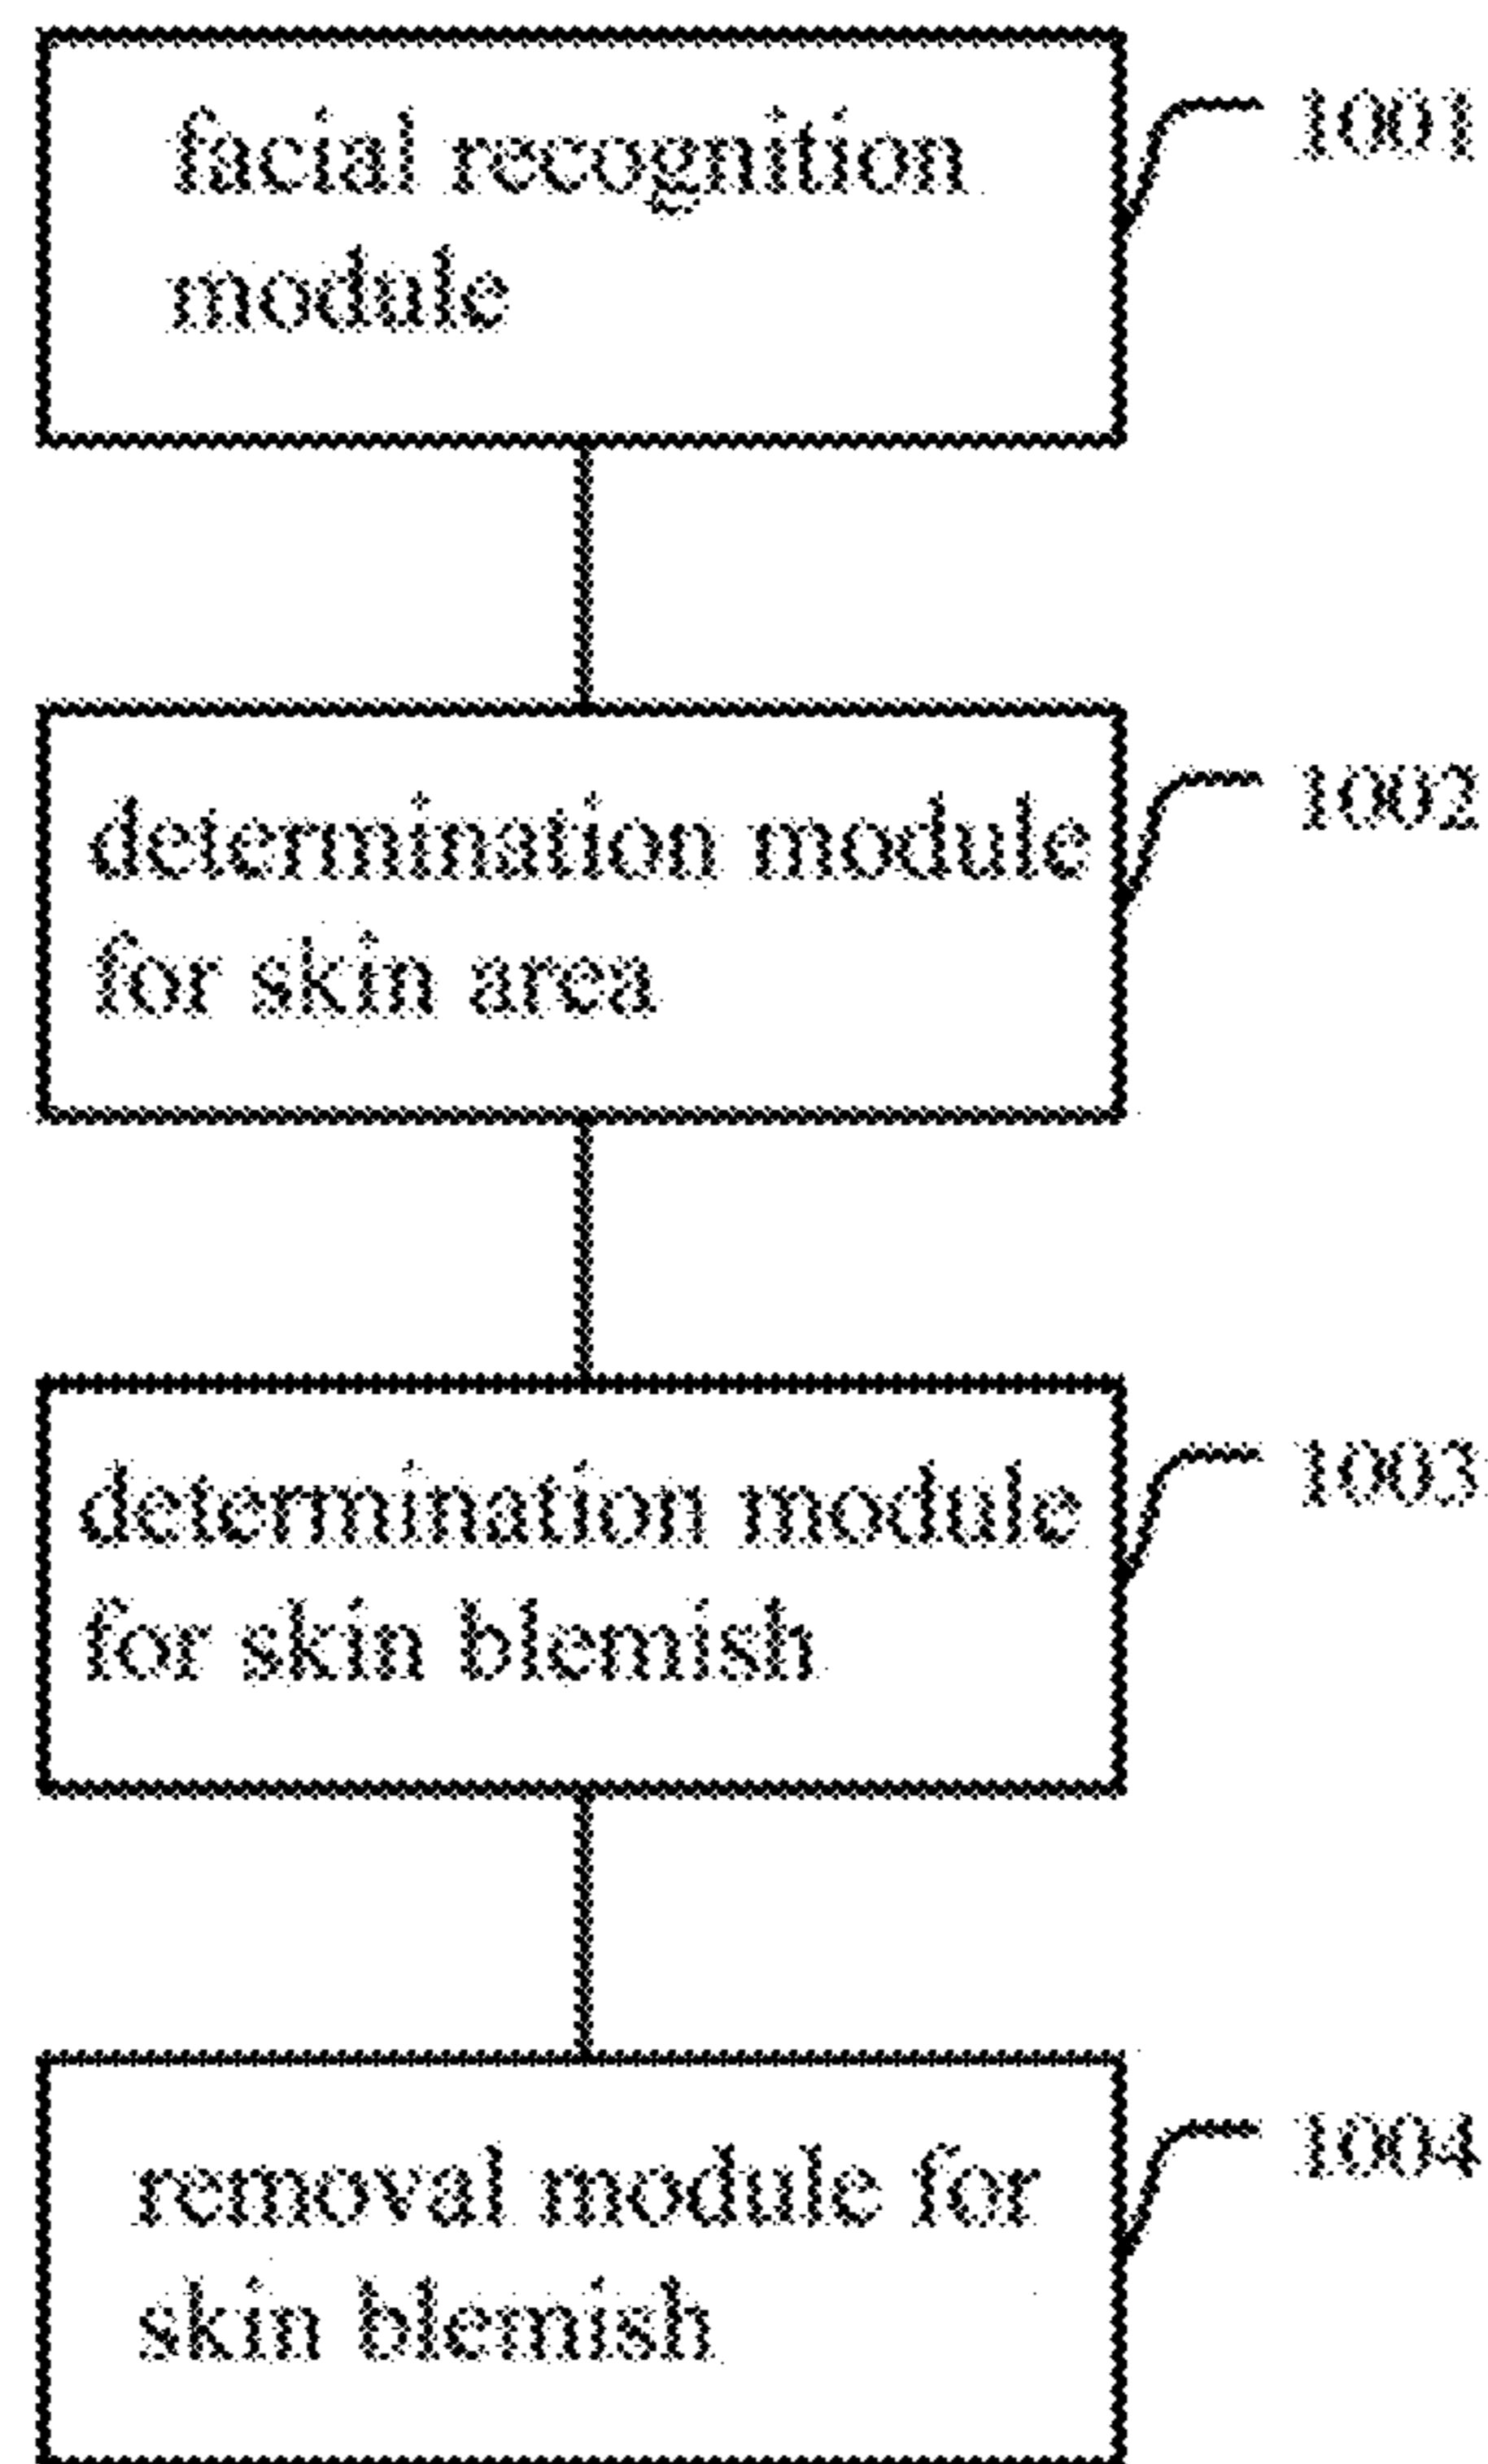 facial recognition
module
1001
determination module
for skin area
1002
determination module
for skin blemish
1003
removal module for
skin blemish
1004